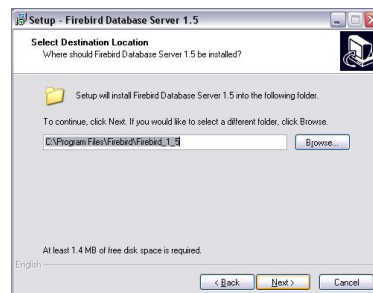 Setup - Firebird Database Server 1.5
Select Destination Location
Where should Firebird Database Server 1.5 be installed?
Setup will install Firebird Database Server 1.5 into the following folder.
To continue, click Next. If you would like to select a different folder, click Browse.
C:\Program Files\Firebird\Firebird_1_5
Browse...
At least 1.4 MB of free disk space is required.
English
< Back
Next >
Cancel